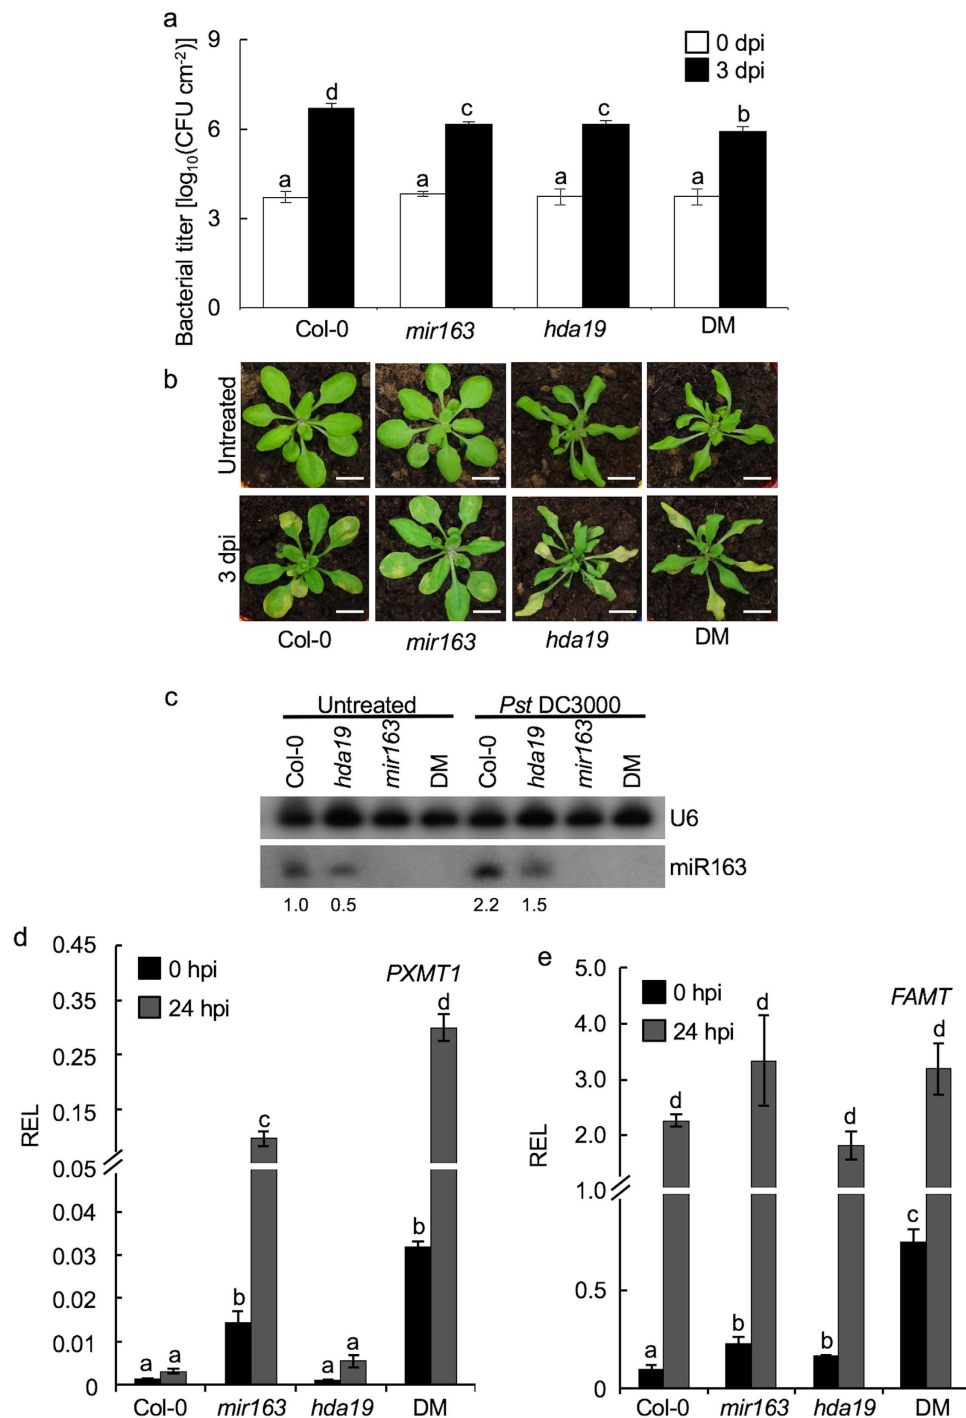 a
Bacterial titer [log10(CFU cm-2)]
9
6
3
0
0 dpi
3 dpi
a d a c a c a b
Col-0 mir163 hda19 DM
b
Untreated
3 dpi
Col-0 mir163 hda19 DM
c
Untreated Pst DC3000
Col-0 hda19 mir163 DM Col-0 hda19 mir163 DM
U6
miR163
1.0 0.5 2.2 1.5
d
REL
0.45
0.35
0.25
0.15
0.05
0.04
0.03
0.02
0.01
0
0 hpi
24 hpi
PXMT1
a a b c a a b d
Col-0 mir163 hda19 DM
e
REL
5.0
4.0
3.0
2.0
1.0
0.5
0
0 hpi
24 hpi
FAMT
a d b d b d c d
Col-0 mir163 hda19 DM